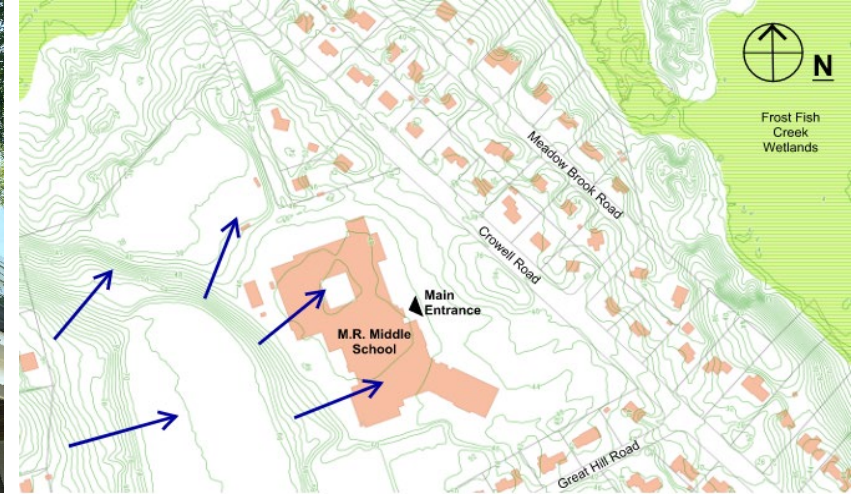 N
Frost Fish
Creek
Wetlands
Meadow Brook Road
Crowell Road
Main
Entrance
M.R. Middle
School
Great Hill Road